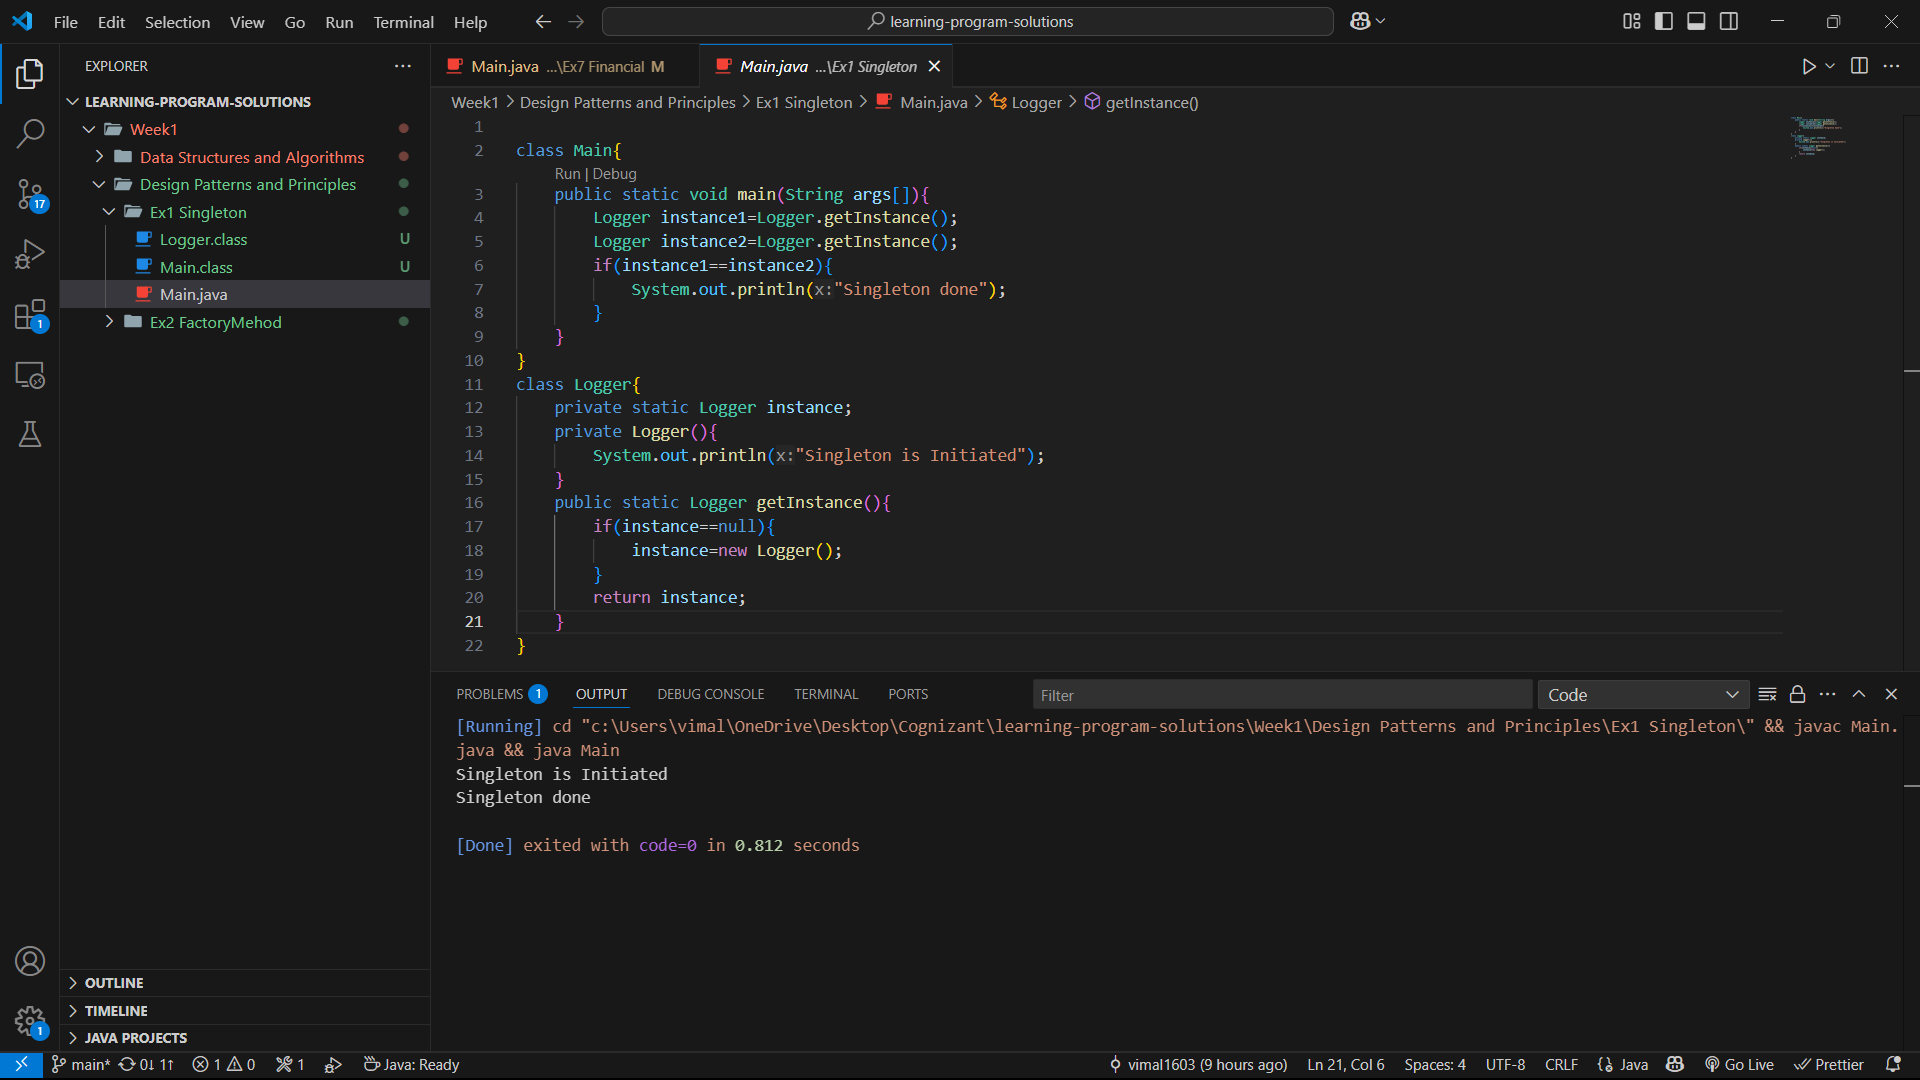 File Edit Selection View Go Run Terminal Help learning-program-solutions
EXPLORER
LEARNING-PROGRAM-SOLUTIONS
Week1
Data Structures and Algorithms
Design Patterns and Principles
Ex1 Singleton
Logger.class U
Main.class U
Main.java
Ex2 FactoryMehod
17
1
OUTLINE
TIMELINE
JAVA PROJECTS
1
Main.java ...\Ex7 Financial M Main.java ...\Ex1 Singleton
Week1 > Design Patterns and Principles > Ex1 Singleton > Main.java > Logger > getInstance()
1
2 class Main{
Run | Debug
3 public static void main(String args[]){
4 Logger instance1=Logger.getInstance();
5 Logger instance2=Logger.getInstance();
6 if(instance1==instance2){
7 System.out.println(x:"Singleton done");
8 }
9 }
10 }
11 class Logger{
12 private static Logger instance;
13 private Logger(){
14 System.out.println(x:"Singleton is Initiated");
15 }
16 public static Logger getInstance(){
17 if(instance==null){
18 instance=new Logger();
19 }
20 return instance;
21 }
22 }
PROBLEMS 1 OUTPUT DEBUG CONSOLE TERMINAL PORTS Filter Code
[Running] cd "c:\Users\vimal\OneDrive\Desktop\Cognizant\learning-program-solutions\Week1\Design Patterns and Principles\Ex1 Singleton\" && javac Main.
java && java Main
Singleton is Initiated
Singleton done
[Done] exited with code=0 in 0.812 seconds
main* 0↓ 1↑ 1 0 1 Java: Ready vimal1603 (9 hours ago) Ln 21, Col 6 Spaces: 4 UTF-8 CRLF {} Java Go Live Prettier